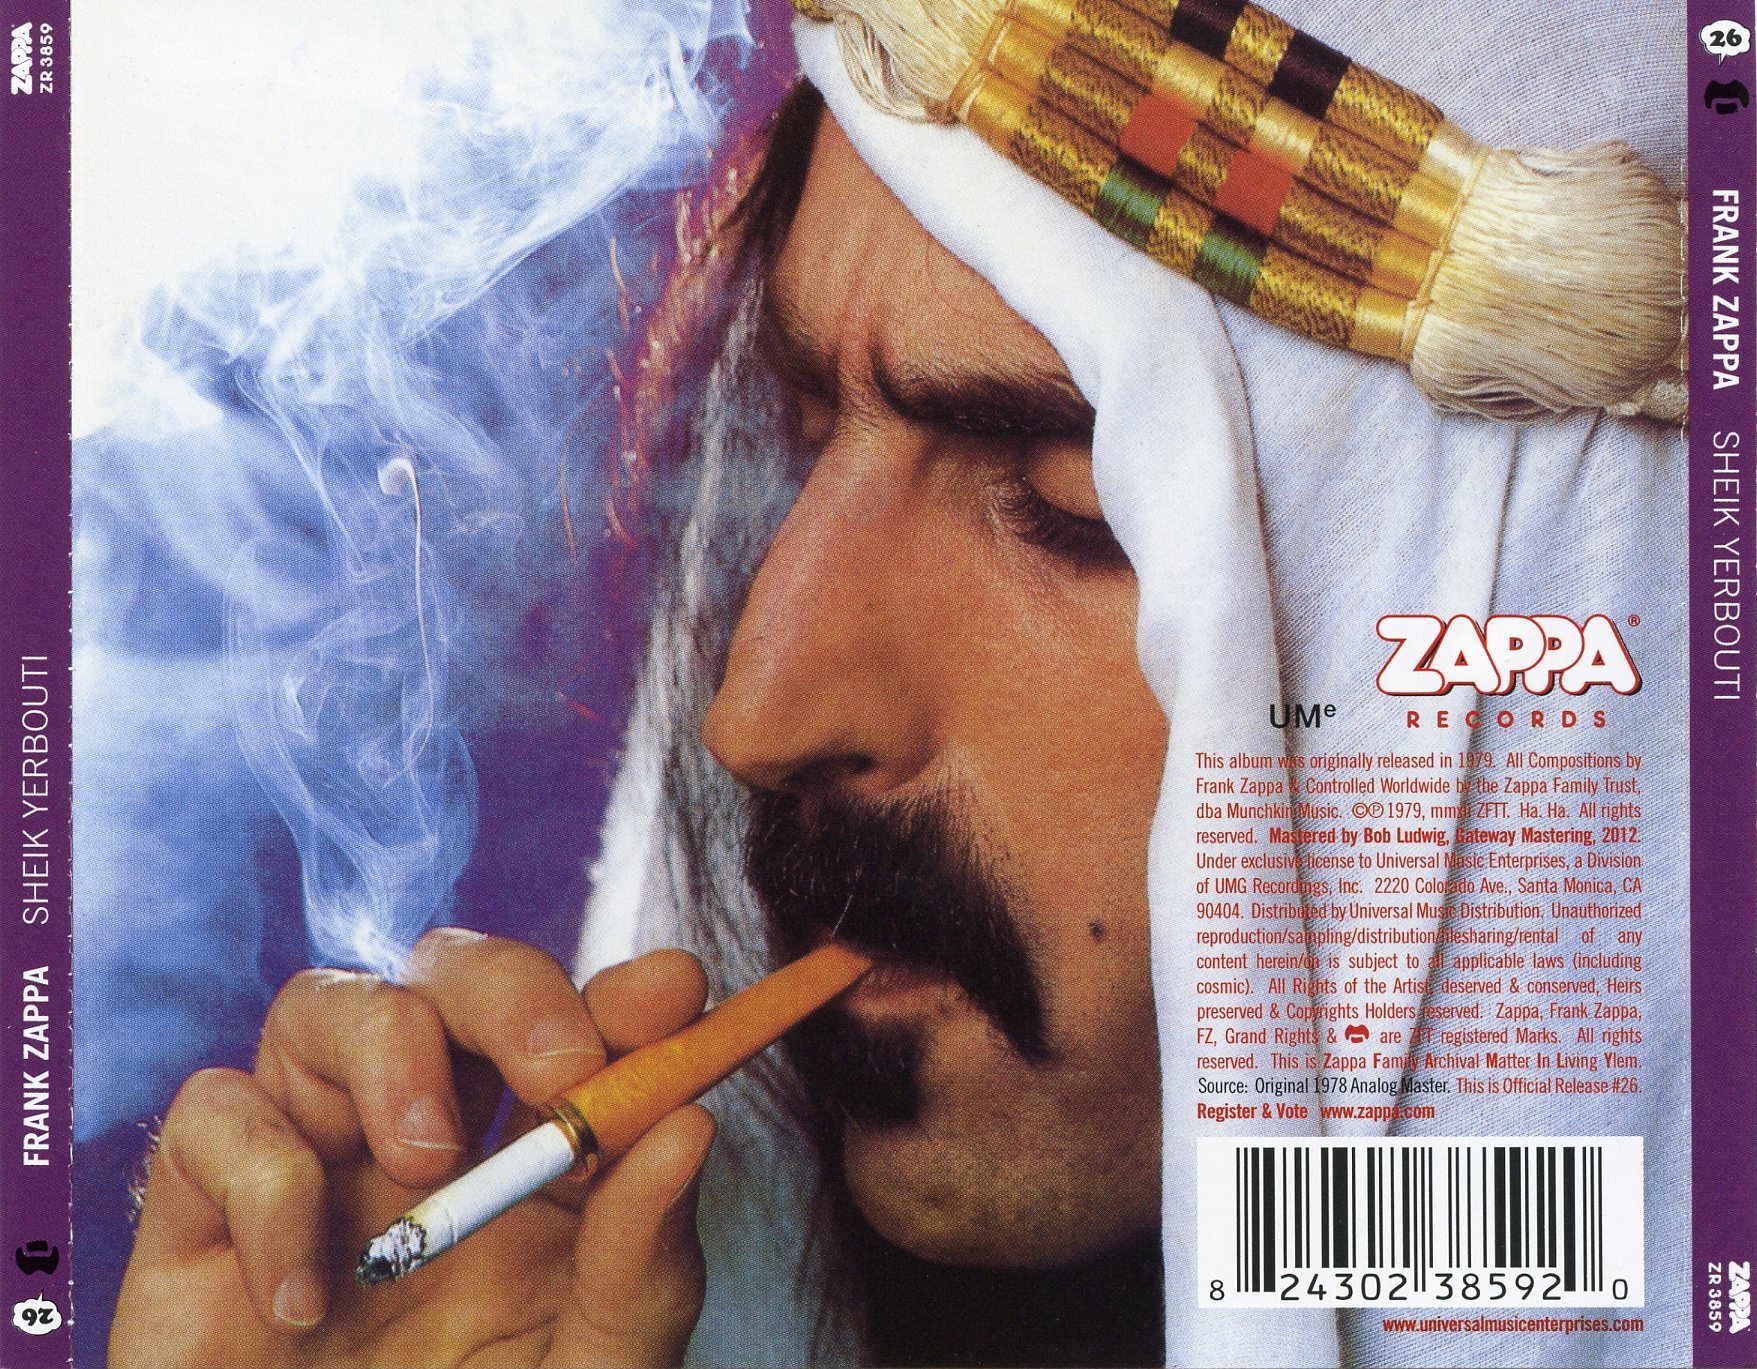 ZAPPA
ZR3859
FRANK ZAPPA SHEIK YERBOUTI
26
26
FRANK ZAPPA SHEIK YERBOUTI
ZAPPA
ZR3859
ZAPPA®
RECORDS
UMe
This album was originally released in 1979. All Compositions by
Frank Zappa & Controlled Worldwide by the Zappa Family Trust,
dba Munchkin Music. ©℗1979, mmxii ZFTT. Ha. Ha. All rights
reserved. Mastered by Bob Ludwig, Gateway Mastering, 2012.
Under exclusive license to Universal Music Enterprises, a Division
of UMG Recordings, Inc. 2220 Colorado Ave., Santa Monica, CA
90404. Distributed by Universal Music Distribution. Unauthorized
reproduction/sampling/distribution/filesharing/rental of any
content herein/on is subject to all applicable laws (including
cosmic). All Rights of the Artist, deserved & conserved, Heirs
preserved & Copyrights Holders reserved. Zappa, Frank Zappa,
FZ, Grand Rights & are ZFT registered Marks. All rights
reserved. This is Zappa Family Archival Matter In Living Ylem.
Source: Original 1978 Analog Master. This is Official Release #26.
Register & Vote www.zappa.com
8 24302 38592 0
www.universalmusicenterprises.com